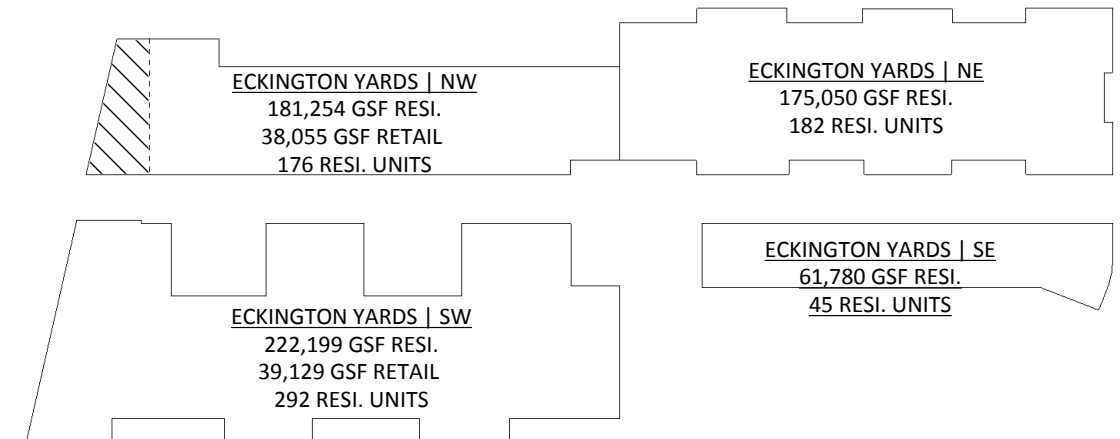 ECKINGTON YARDS | NW
181,254 GSF RESI.
38,055 GSF RETAIL
176 RESI. UNITS
ECKINGTON YARDS | NE
175,050 GSF RESI.
182 RESI. UNITS
ECKINGTON YARDS | SW
222,199 GSF RESI.
39,129 GSF RETAIL
292 RESI. UNITS
ECKINGTON YARDS | SE
61,780 GSF RESI.
45 RESI. UNITS